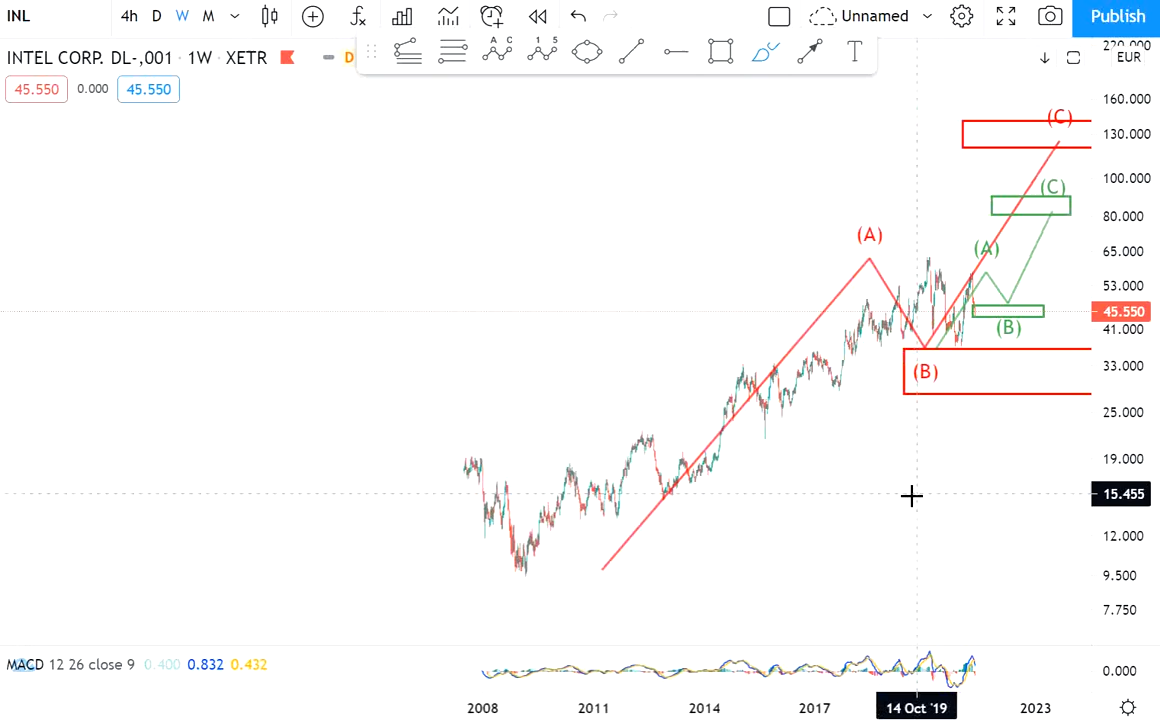 INL 4h D W M Unnamed Publish
A C 1 5 T
INTEL CORP. DL-,001 · 1W · XETR D EUR
45.550 0.000 45.550
160.000
(C)
130.000
100.000
(C)
80.000
(A)
(A)
65.000
53.000
45.550
(B)
41.000
33.000
(B)
25.000
19.000
15.455
12.000
9.500
7.750
MACD 12 26 close 9 0.400 0.832 0.432
0.000
2008 2011 2014 2017 14 Oct '19 2023